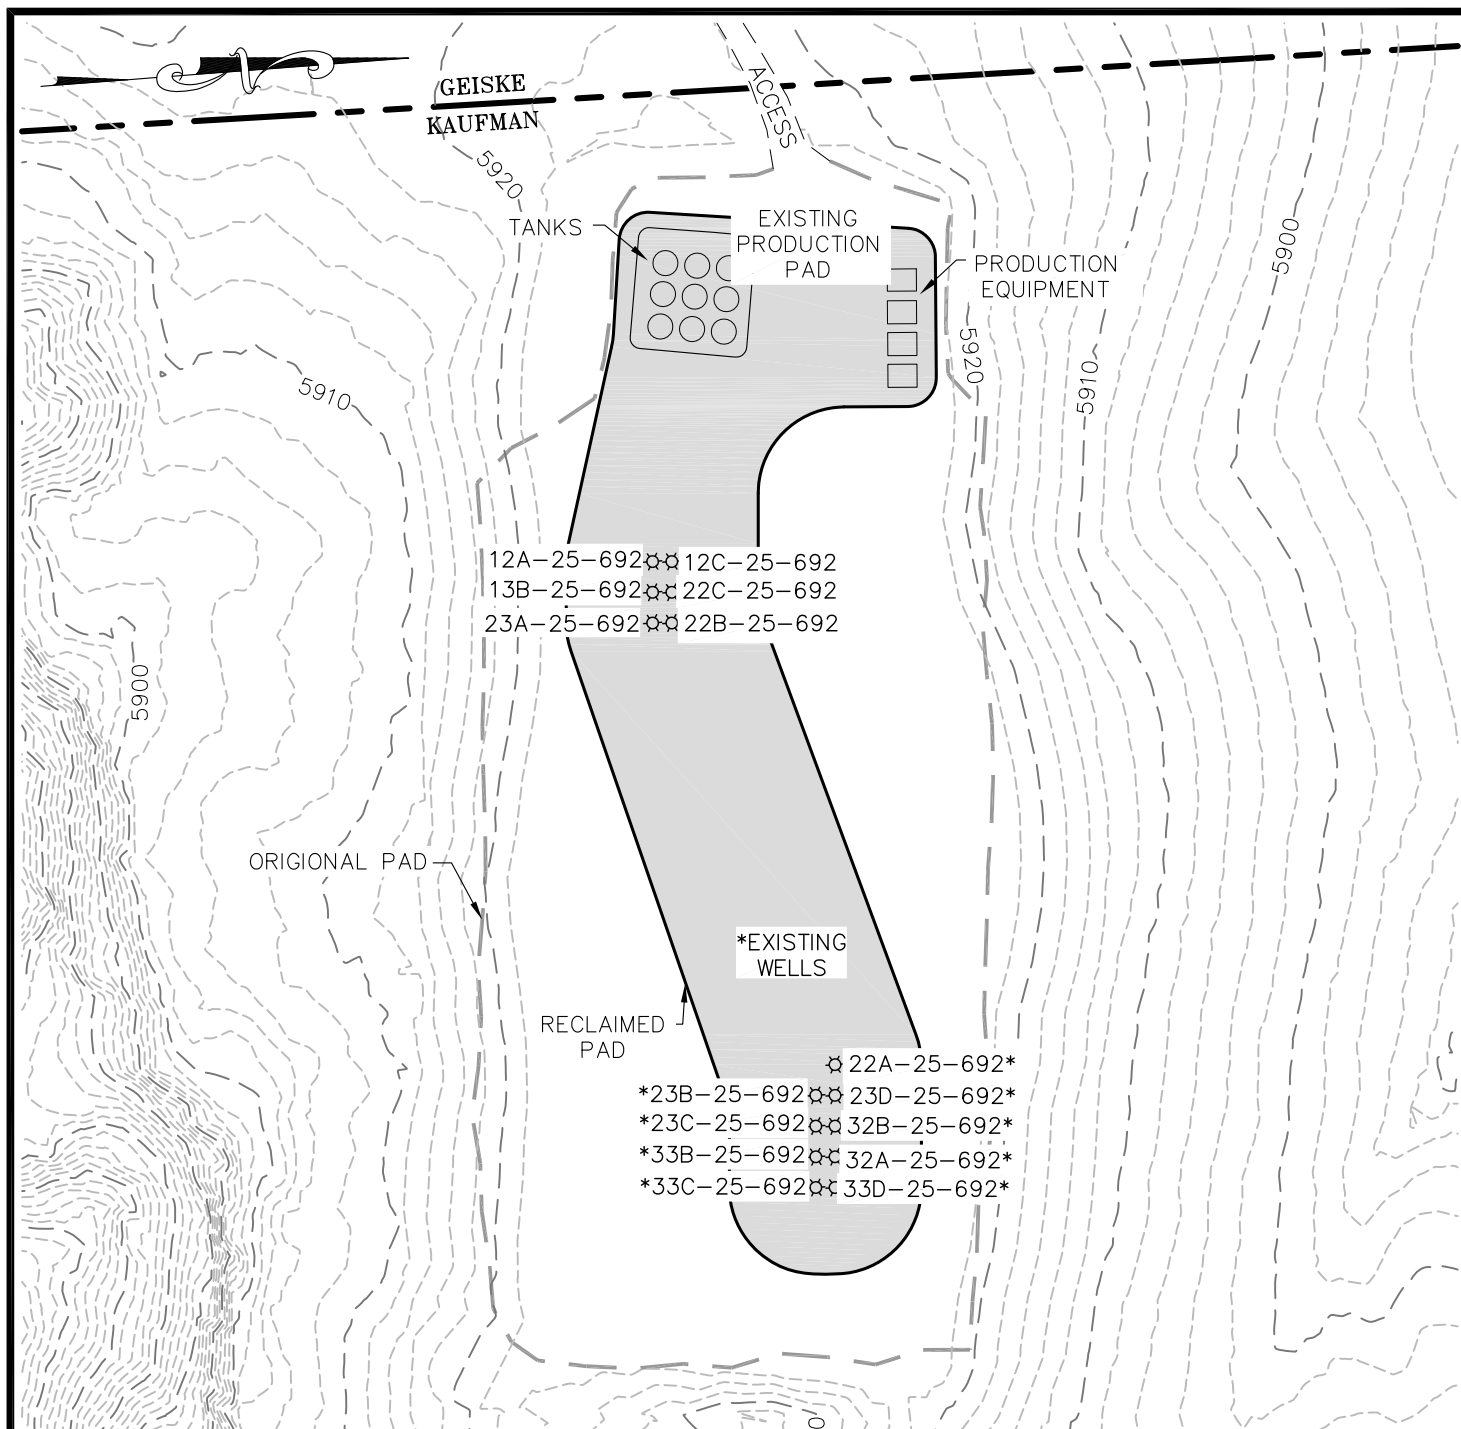 N
GEISKE
KAUFMAN
ACCESS
5920
TANKS
EXISTING
PRODUCTION
PAD
PRODUCTION
EQUIPMENT
5900
5920
5910
5910
12A-25-692
12C-25-692
13B-25-692
22C-25-692
23A-25-692
22B-25-692
5900
ORIGIONAL PAD
*EXISTING
WELLS
RECLAIMED
PAD
22A-25-692*
*23B-25-692
23D-25-692*
*23C-25-692
32B-25-692*
*33B-25-692
32A-25-692*
*33C-25-692
33D-25-692*